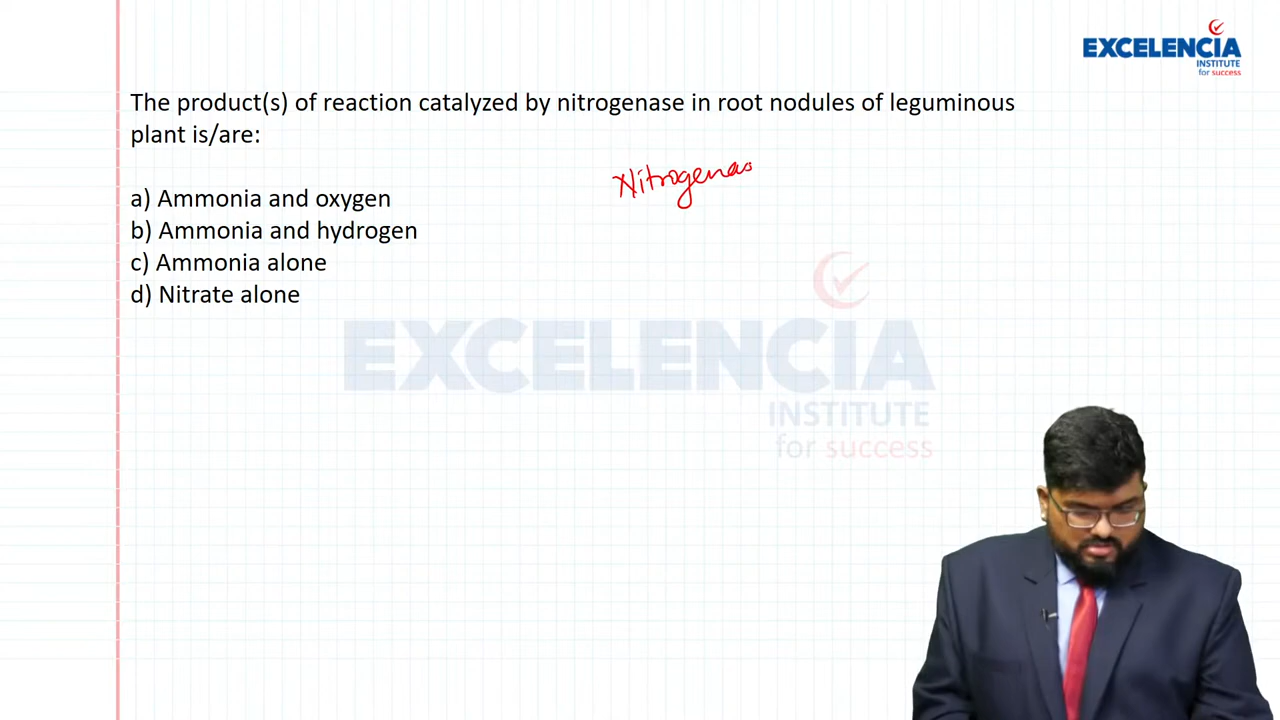 EXCELENCIA
INSTITUTE
for success
The product(s) of reaction catalyzed by nitrogenase in root nodules of leguminous
plant is/are:
Nitrogenas
a) Ammonia and oxygen
b) Ammonia and hydrogen
c) Ammonia alone
d) Nitrate alone
EXCELENCIA
INSTITUTE
for success